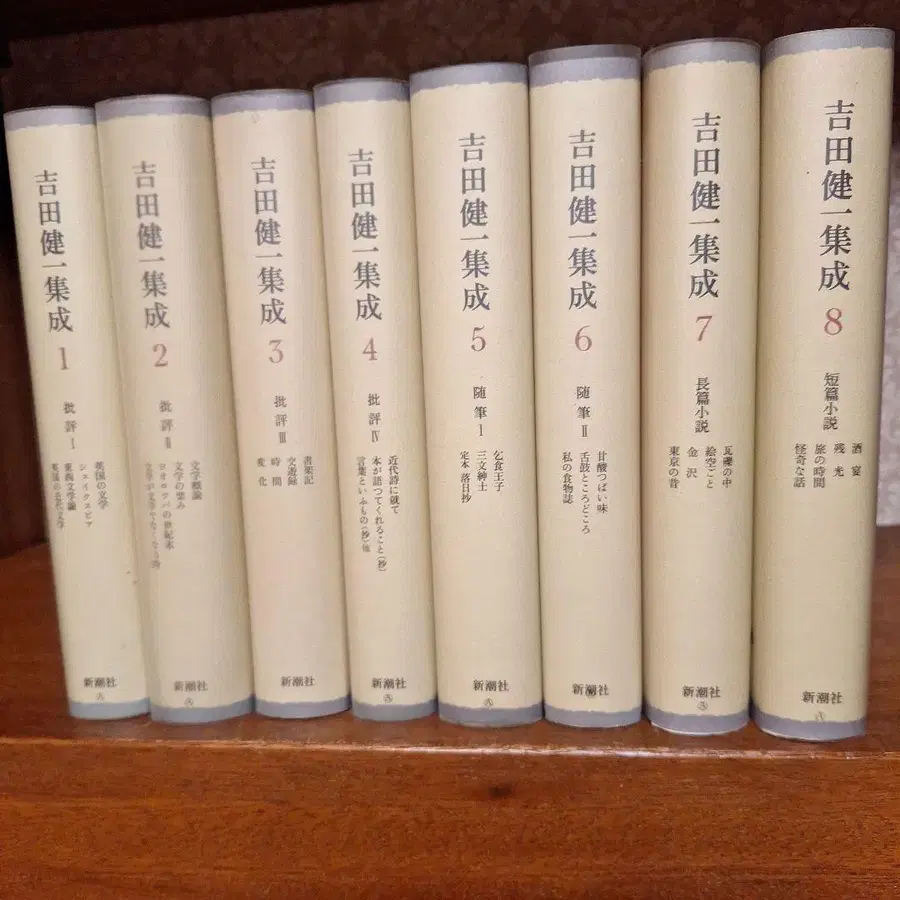 吉田健一集成
1
批評 I
英国の文学
シェイクスピア
東西文学論
英国の近代文学
新潮社
吉田健一集成
2
批評 II
文学概論
文学の楽み
ヨオロッパの世紀末
文学が文学でなくなる時
新潮社
吉田健一集成
3
批評 III
書架記
交遊録
時間
変化
新潮社
吉田健一集成
4
批評 IV
近代詩に就て
本が語つてくれること(抄)
言葉といふもの(抄)他
新潮社
吉田健一集成
5
随筆 I
乞食王子
三文紳士
定本 落日抄
新潮社
吉田健一集成
6
随筆 II
甘酸つぱい味
舌鼓ところどころ
私の食物誌
新潮社
吉田健一集成
7
長篇小説
瓦礫の中
絵空ごと
金沢
東京の昔
新潮社
吉田健一集成
8
短篇小説
酒宴
残光
旅の時間
怪奇な話
新潮社